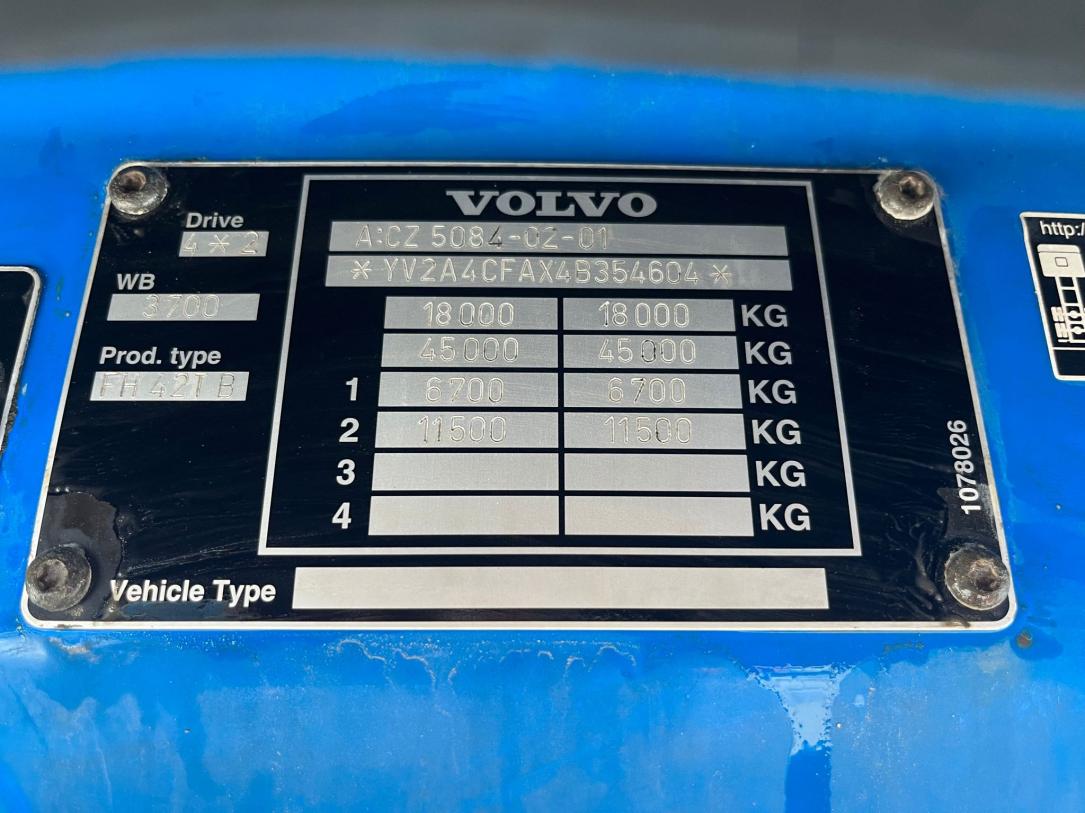 VOLVO
Drive
4*2
A:CZ 5084-02-01
WB
3700
*YV2A4CFAX4B354604*
Prod. type
FH 42T B
18000 18000 KG
45000 45000 KG
1 6700 6700 KG
2 11500 11500 KG
3 KG
4 KG
1078026
Vehicle Type
http:/